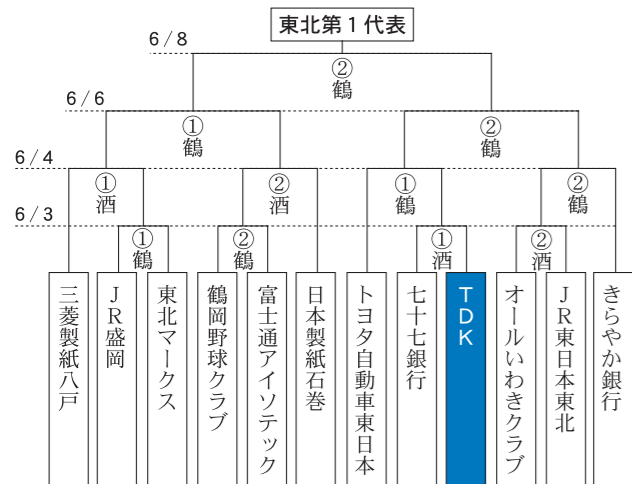 東北第1代表
6/8
②鶴
6/6
①鶴
②鶴
6/4
①酒
②酒
①鶴
②鶴
6/3
①鶴
②鶴
①酒
②酒
三菱製紙八戸
JR盛岡
東北マークス
鶴岡野球クラブ
富士通アイソテック
日本製紙石巻
トヨタ自動車東日本
七十七銀行
TDK
オールいわきクラブ
JR東日本東北
きらやか銀行